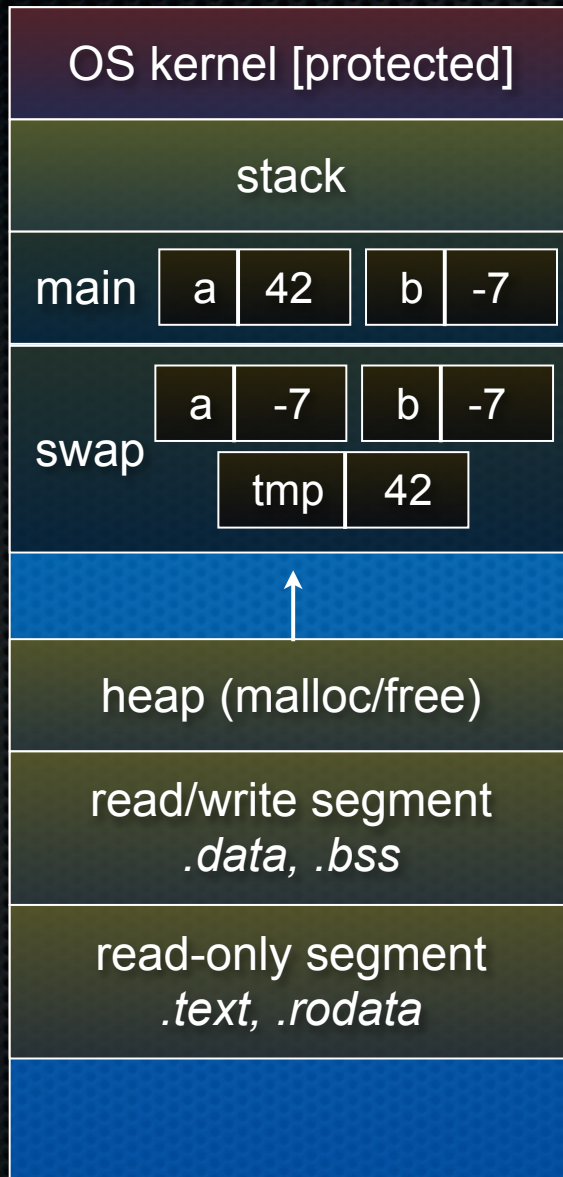 OS kernel [protected]
stack
main a 42 b -7
a -7 b -7
swap
tmp 42
heap (malloc/free)
read/write segment
.data, .bss
read-only segment
.text, .rodata